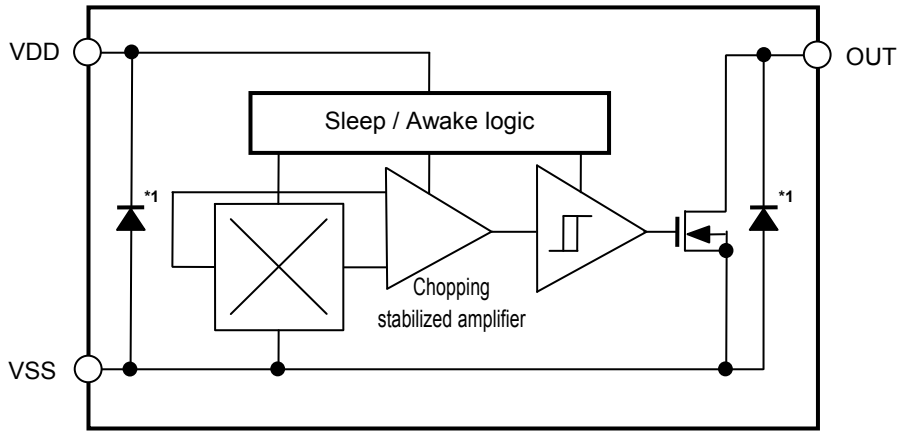 VDD
OUT
Sleep / Awake logic
*1
*1
Chopping
stabilized amplifier
VSS